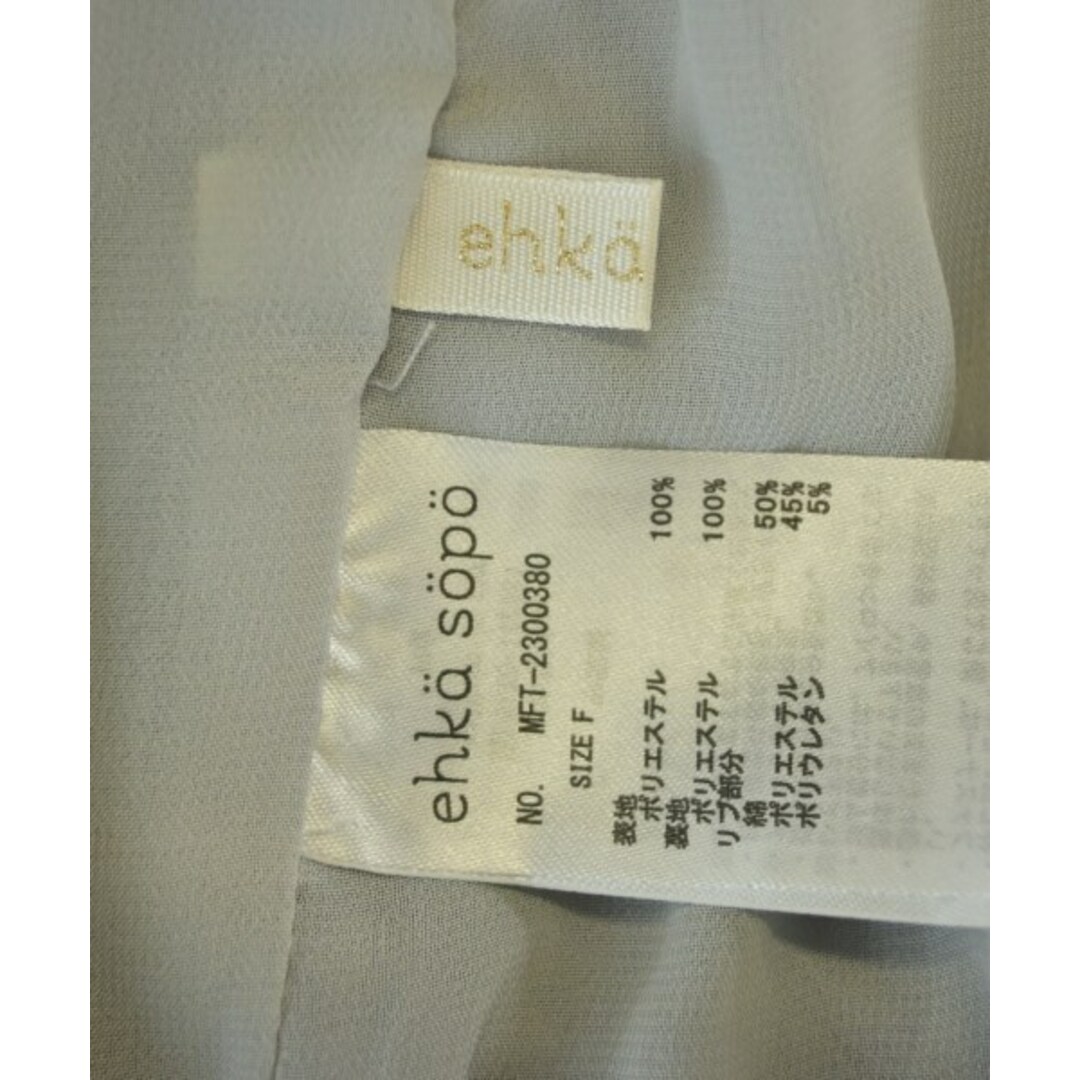 ehkä
ehkä söpö
NO. MFT-2300380
SIZE F
表地
ポリエステル 100%
裏地
ポリエステル 100%
リブ部分
綿 50%
ポリエステル 45%
ポリウレタン 5%